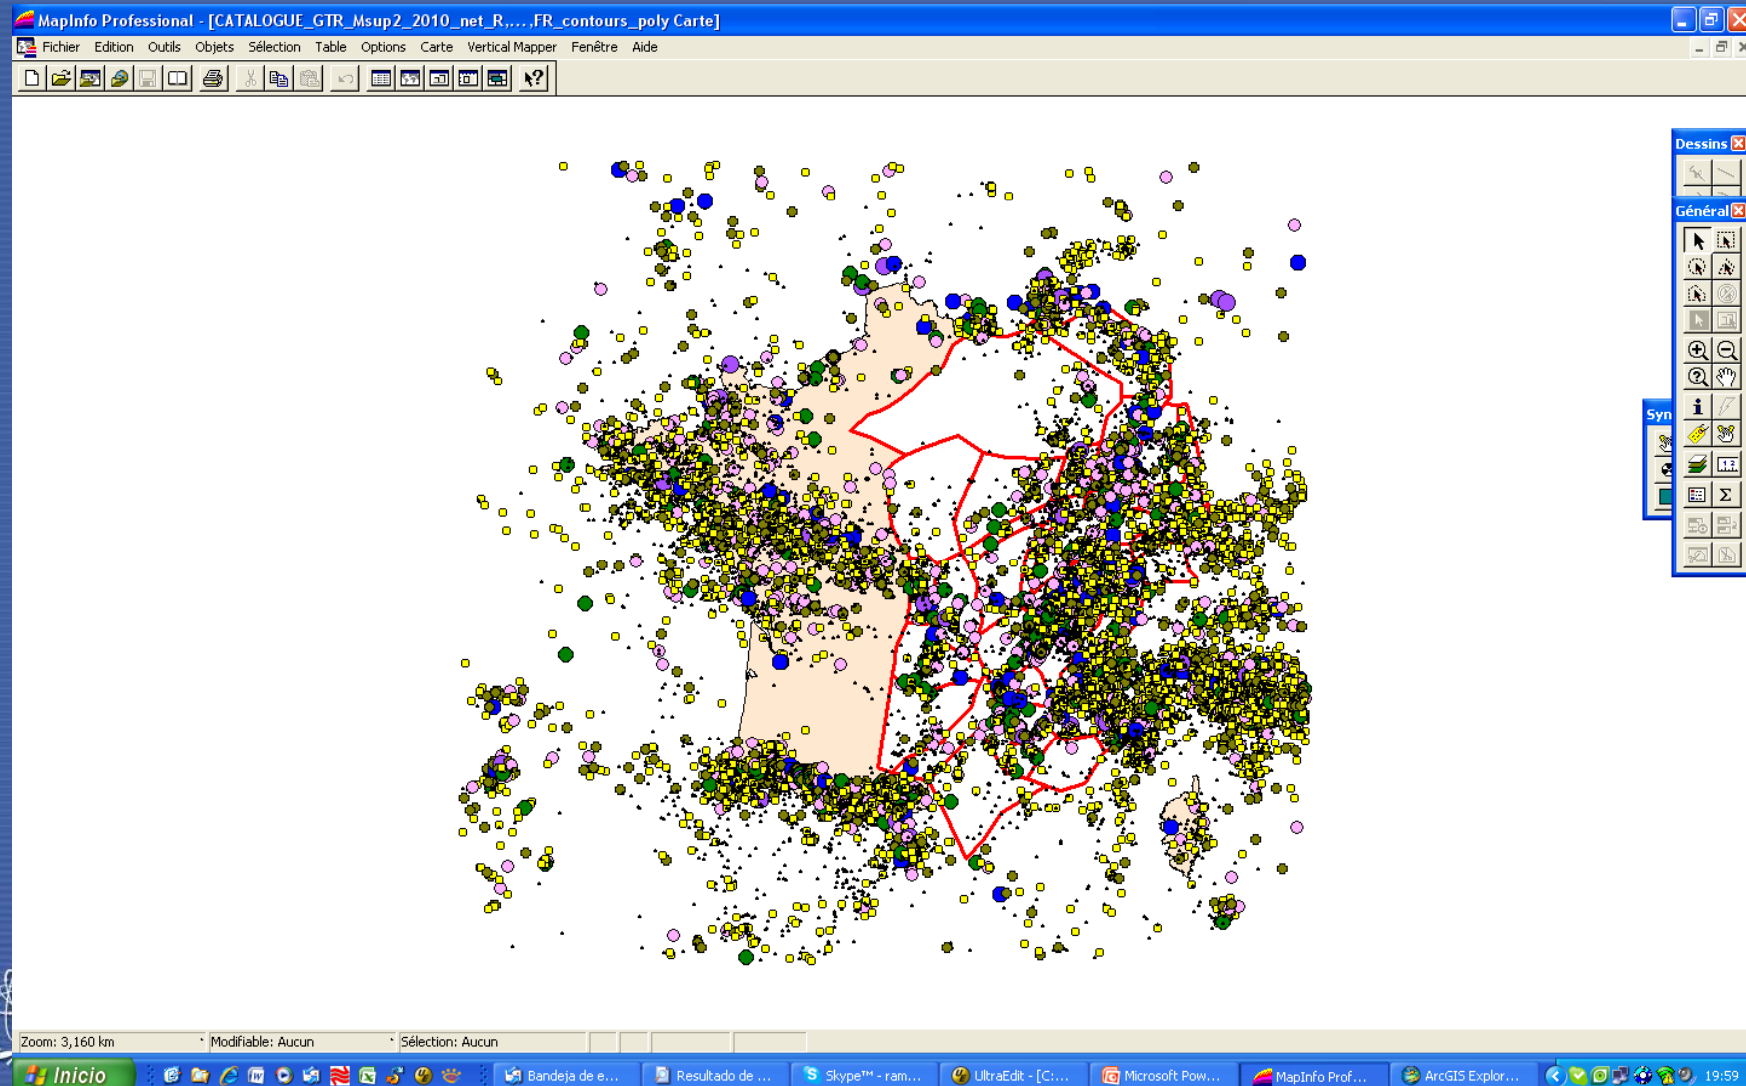 MapInfo Professional - [CATALOGUE_GTR_Msup2_2010_net_R,...,FR_contours_poly Carte]
Fichier Edition Outils Objets Sélection Table Options Carte Vertical Mapper Fenêtre Aide
Dessins
Général
Syn
Zoom: 3,160 km Modifiable: Aucun Sélection: Aucun
Inicio Bandeja de e... Resultado de ... Skype™ - ram... UltraEdit - [C:... Microsoft Pow... MapInfo Prof... ArcGIS Explor... 19:59